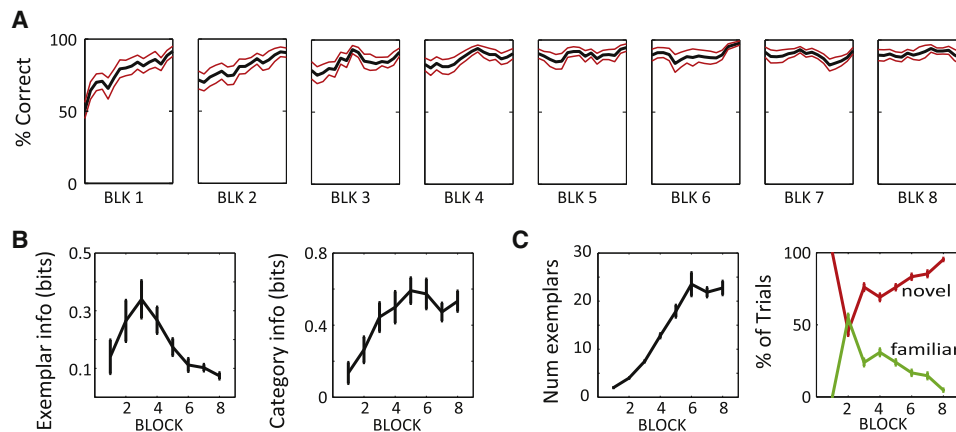 A
% Correct
100
50
0
BLK 1
BLK 2
BLK 3
BLK 4
BLK 5
BLK 6
BLK 7
BLK 8
B
Exemplar info (bits)
0.5
0.3
0.1
2 4 6 8
BLOCK
Category info (bits)
0.8
0.4
0
2 4 6 8
BLOCK
C
Num exemplars
30
20
10
0
2 4 6 8
BLOCK
% of Trials
100
50
0
novel
familiar
2 4 6 8
BLOCK